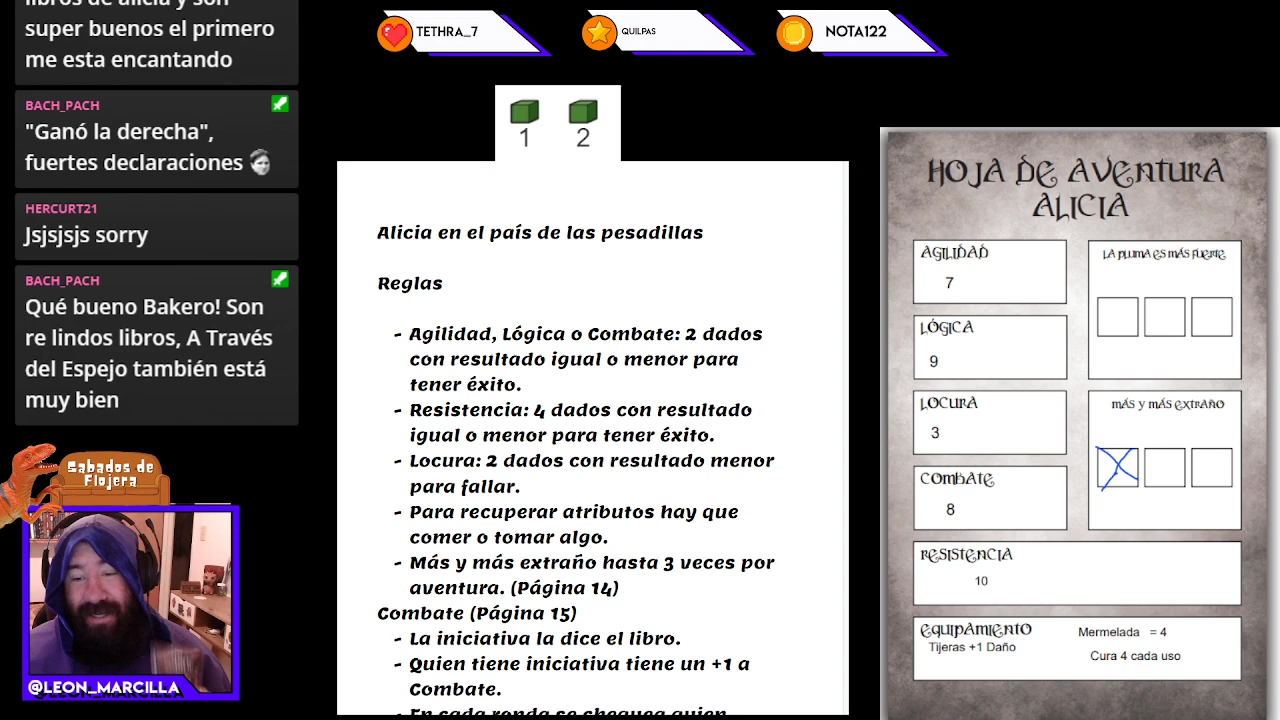 libros de alicia y son
super buenos el primero
me esta encantando
BACH_PACH
"Ganó la derecha",
fuertes declaraciones
HERCURT21
Jsjsjsjs sorry
BACH_PACH
Qué bueno Bakero! Son
re lindos libros, A Través
del Espejo también está
muy bien
Sabados de
Flojera
@LEON_MARCILLA
TETHRA_7
QUILPAS
NOTA122
1 2
Alicia en el país de las pesadillas
Reglas
- Agilidad, Lógica o Combate: 2 dados
con resultado igual o menor para
tener éxito.
- Resistencia: 4 dados con resultado
igual o menor para tener éxito.
- Locura: 2 dados con resultado menor
para fallar.
- Para recuperar atributos hay que
comer o tomar algo.
- Más y más extraño hasta 3 veces por
aventura. (Página 14)
Combate (Página 15)
- La iniciativa la dice el libro.
- Quien tiene iniciativa tiene un +1 a
Combate.
- En cada ronda se chequea quien
HOJA DE AVENTURA
ALICIA
AGILIDAD
7
LÓGICA
9
LOCURA
3
COMBATE
8
LA PLUMA ES MÁS FUERTE
MÁS Y MÁS EXTRAÑO
RESISTENCIA
10
EQUIPAMIENTO
Tijeras +1 Daño
Mermelada = 4
Cura 4 cada uso